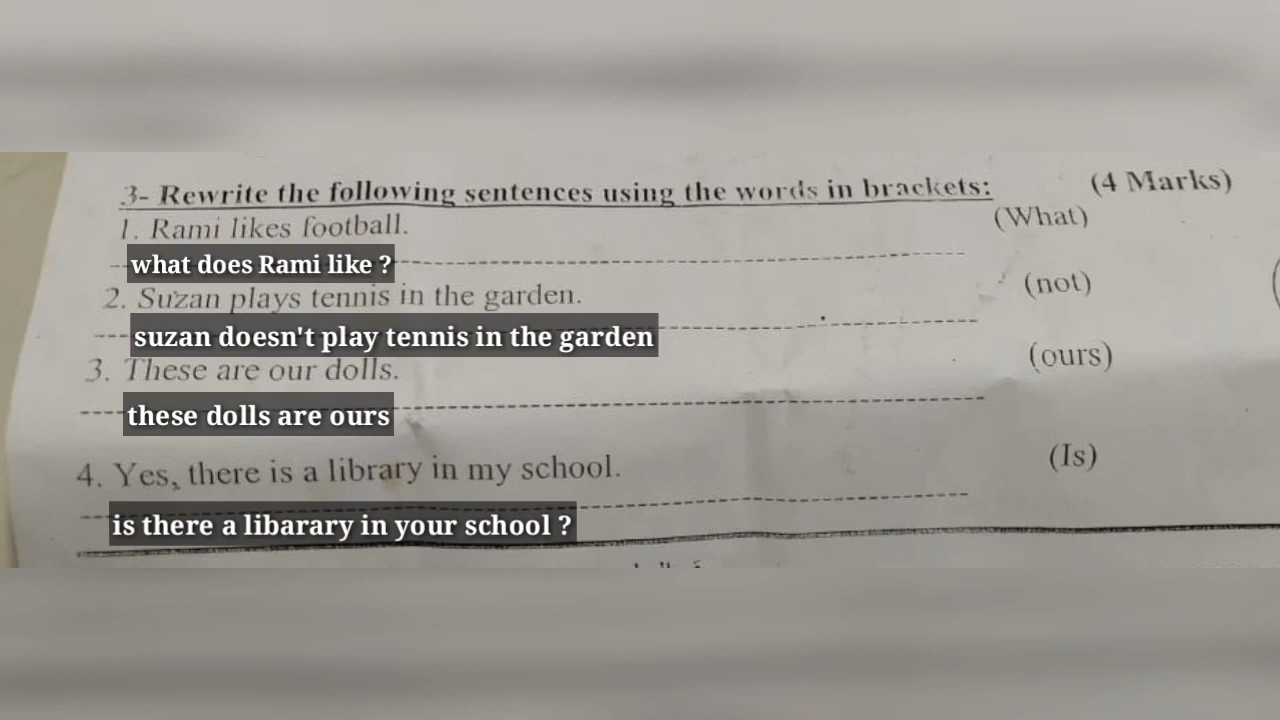 3- Rewrite the following sentences using the words in brackets: (4 Marks)
1. Rami likes football. (What)
what does Rami like ?
2. Suzan plays tennis in the garden. (not)
suzan doesn't play tennis in the garden
3. These are our dolls. (ours)
these dolls are ours
4. Yes, there is a library in my school. (Is)
is there a libarary in your school ?